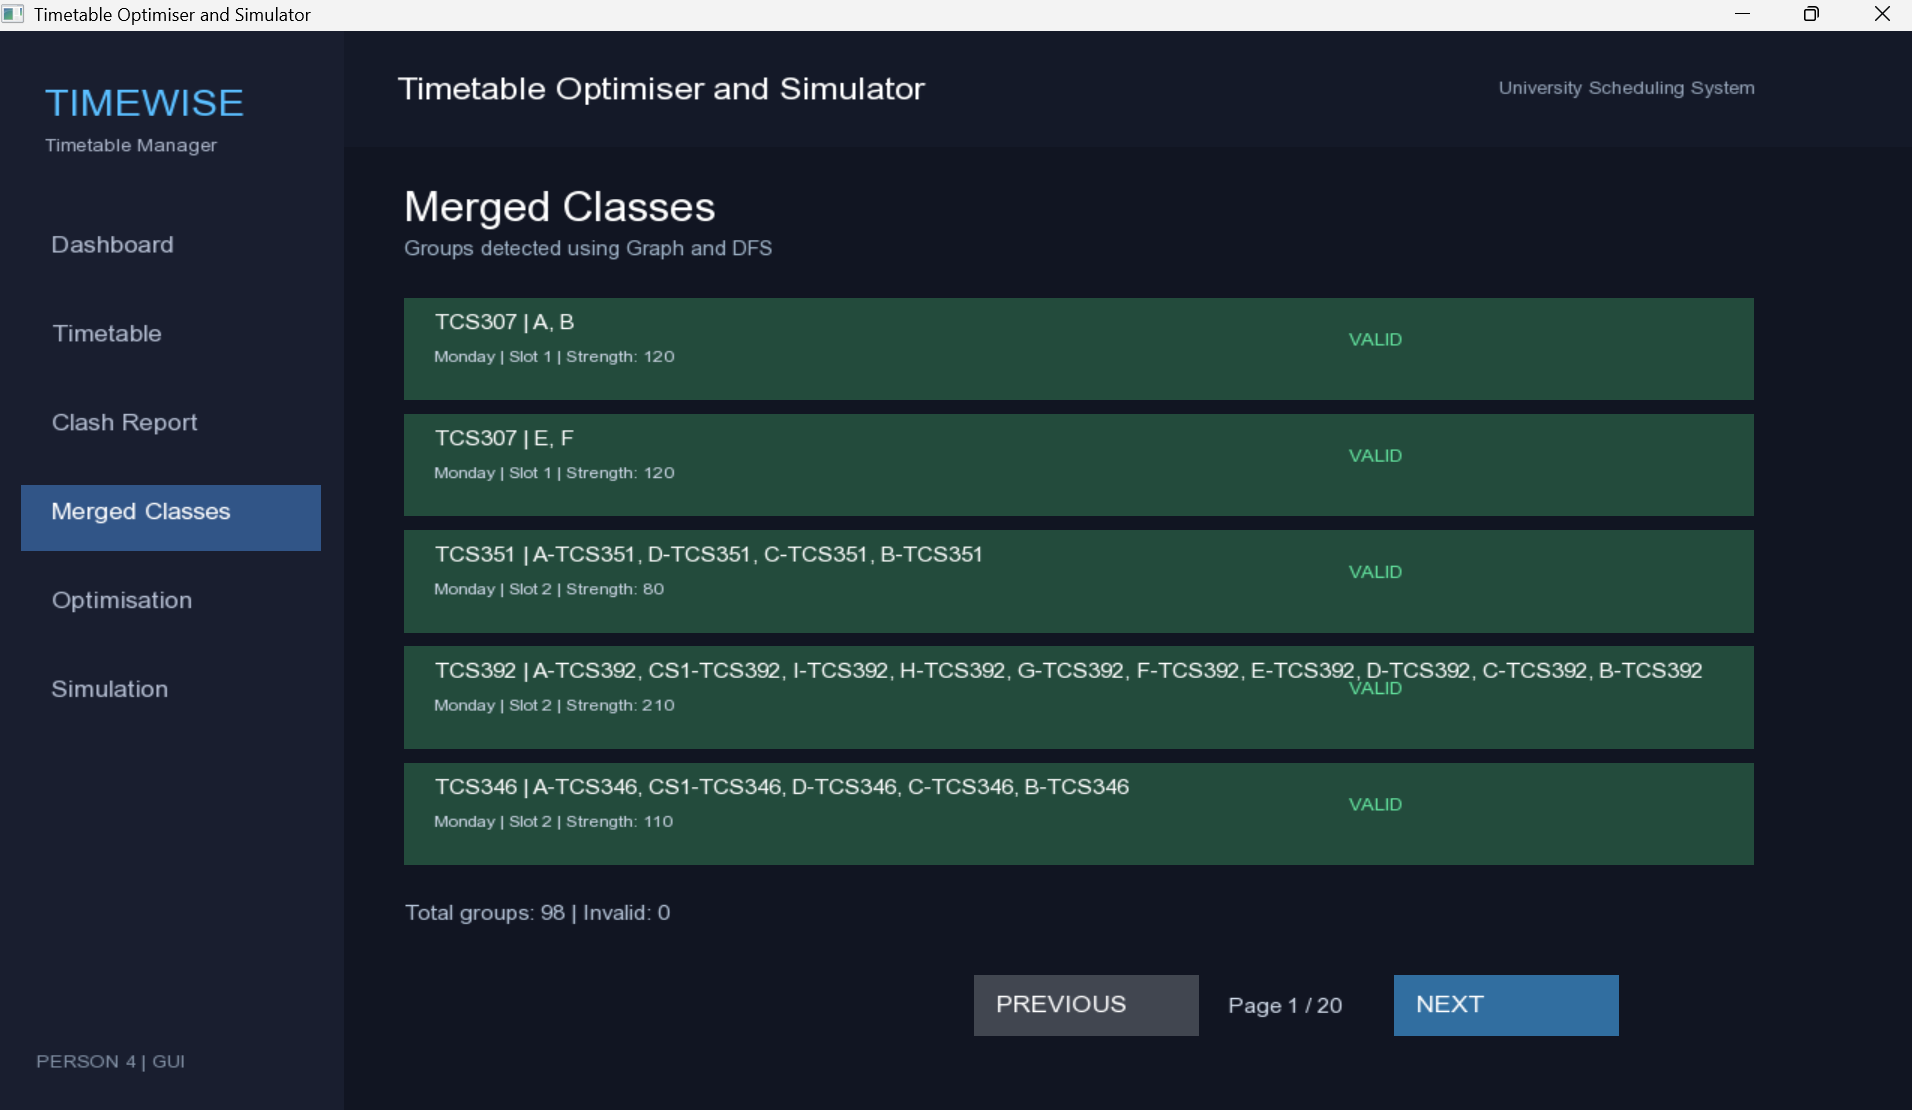 Timetable Optimiser and Simulator
TIMEWISE
Timetable Manager
Dashboard
Timetable
Clash Report
Merged Classes
Optimisation
Simulation
PERSON 4 | GUI
Timetable Optimiser and Simulator
University Scheduling System
Merged Classes
Groups detected using Graph and DFS
TCS307 | A, B
Monday | Slot 1 | Strength: 120
VALID
TCS307 | E, F
Monday | Slot 1 | Strength: 120
VALID
TCS351 | A-TCS351, D-TCS351, C-TCS351, B-TCS351
Monday | Slot 2 | Strength: 80
VALID
TCS392 | A-TCS392, CS1-TCS392, I-TCS392, H-TCS392, G-TCS392, F-TCS392, E-TCS392, D-TCS392, C-TCS392, B-TCS392
Monday | Slot 2 | Strength: 210
VALID
TCS346 | A-TCS346, CS1-TCS346, D-TCS346, C-TCS346, B-TCS346
Monday | Slot 2 | Strength: 110
VALID
Total groups: 98 | Invalid: 0
PREVIOUS
Page 1 / 20
NEXT